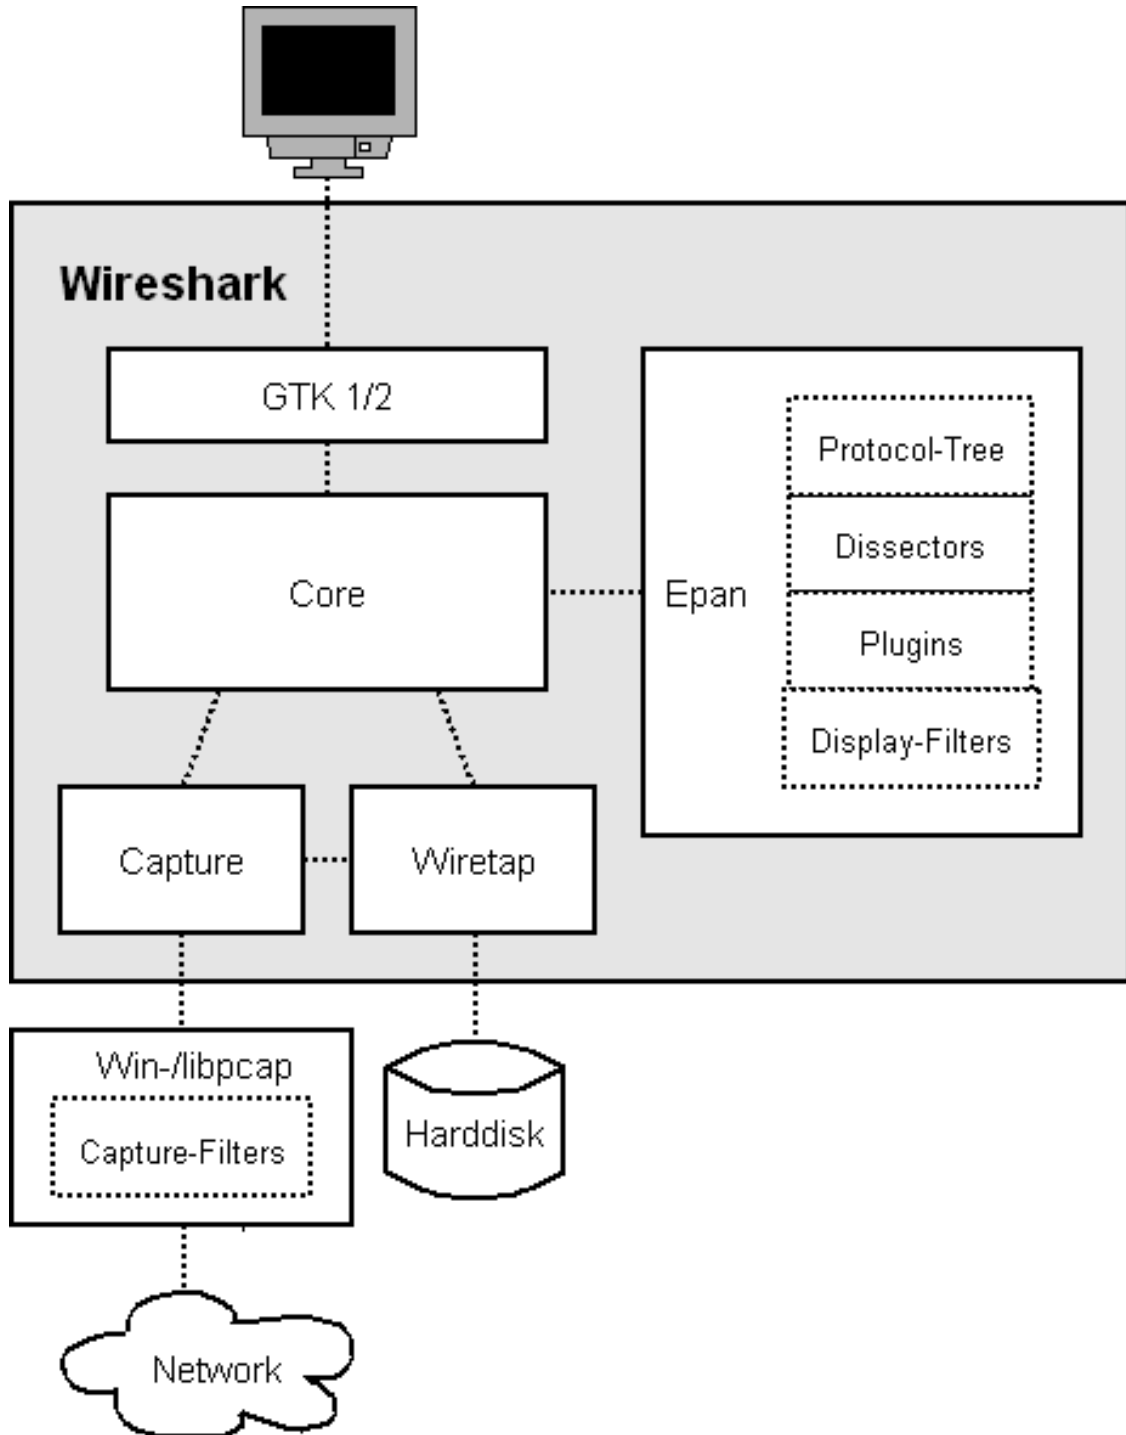 Wireshark
GTK 1/2
Protocol-Tree
Dissectors
Core
Epan
Plugins
Display-Filters
Capture
Wiretap
Win-/libpcap
Capture-Filters
Harddisk
Network